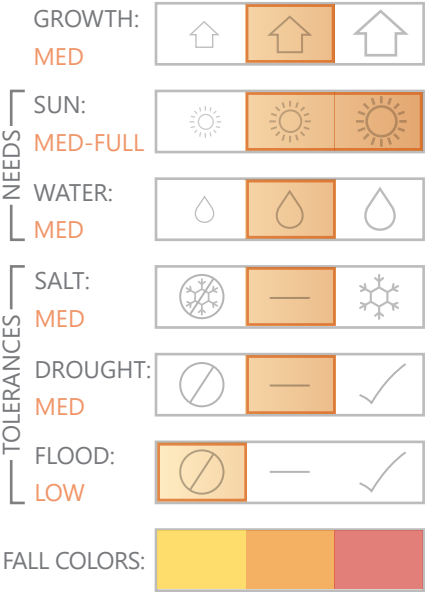 GROWTH:
MED
NEEDS
SUN:
MED-FULL
WATER:
MED
TOLERANCES
SALT:
MED
DROUGHT:
MED
FLOOD:
LOW
FALL COLORS: